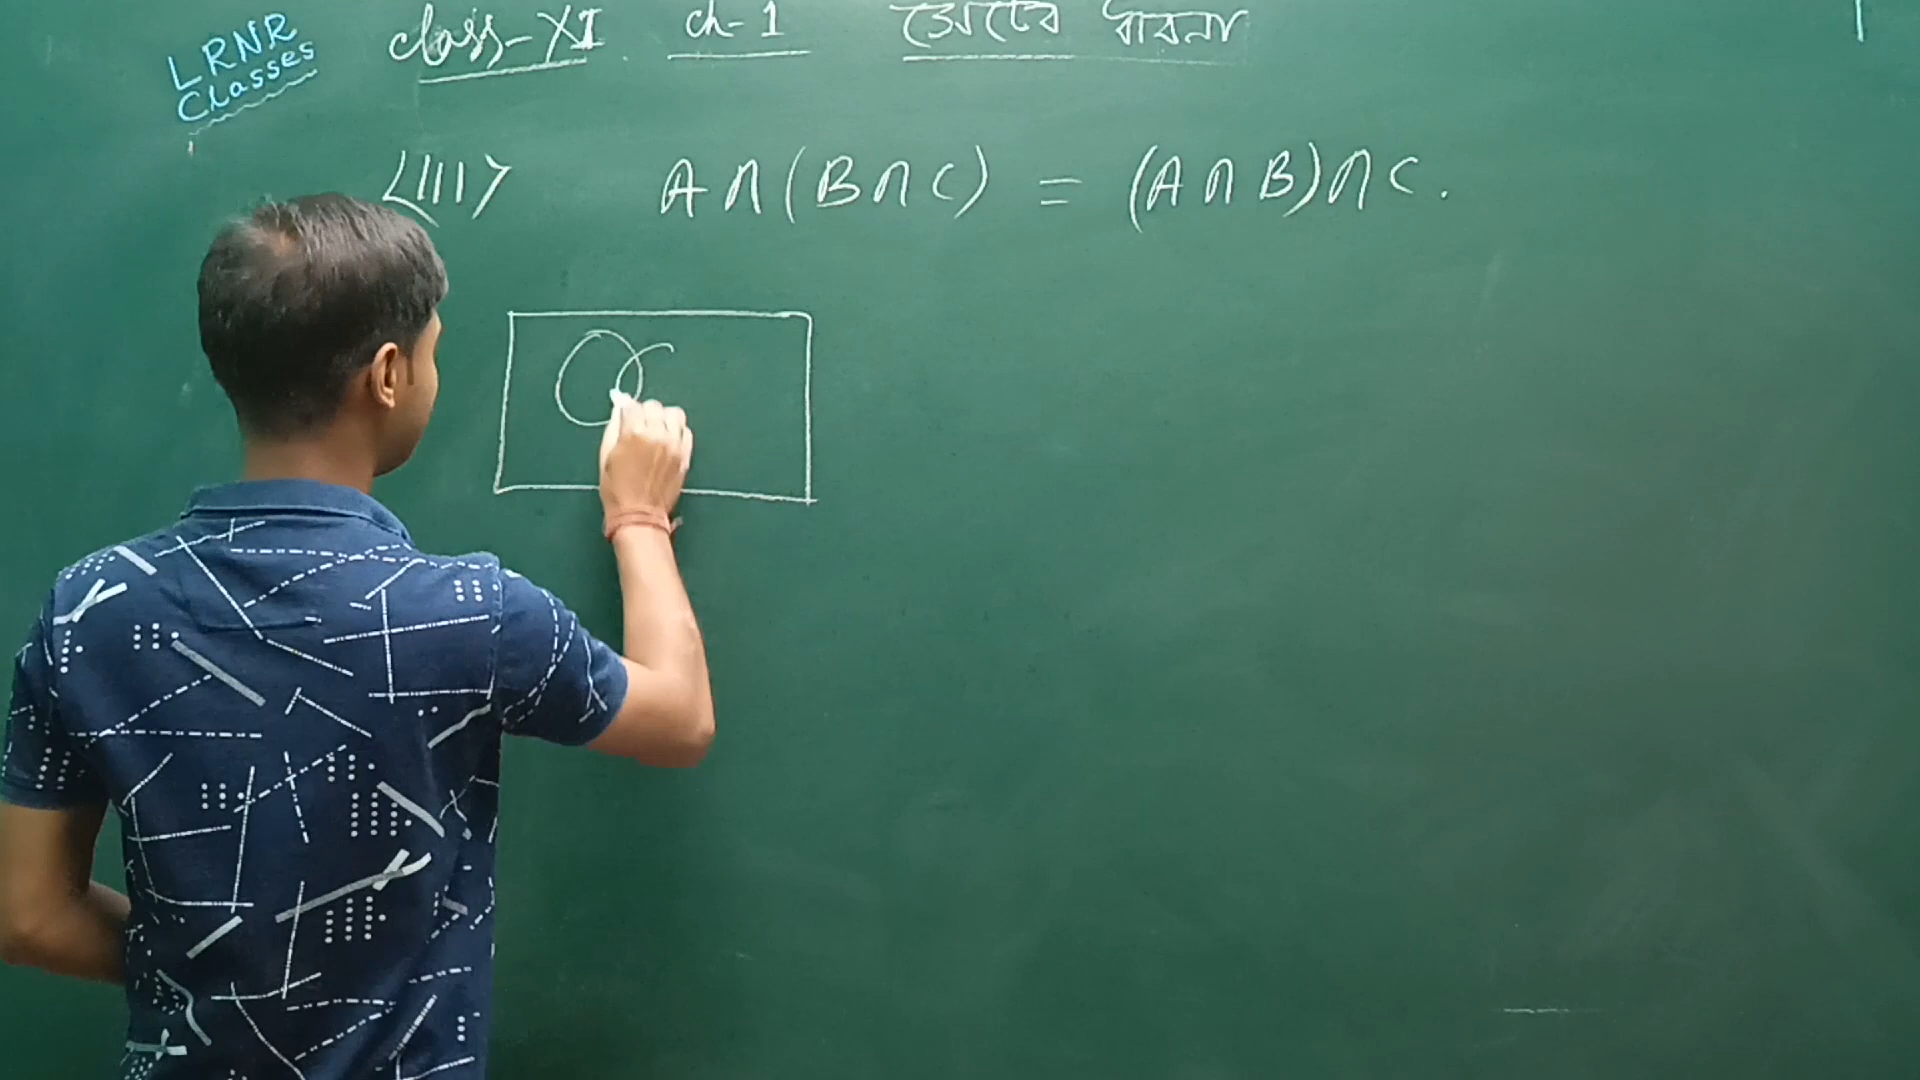 LRNR
Classes
Class-XI ch-1 সেটের ধারনা
<III> A∩(B∩C) = (A∩B)∩C.